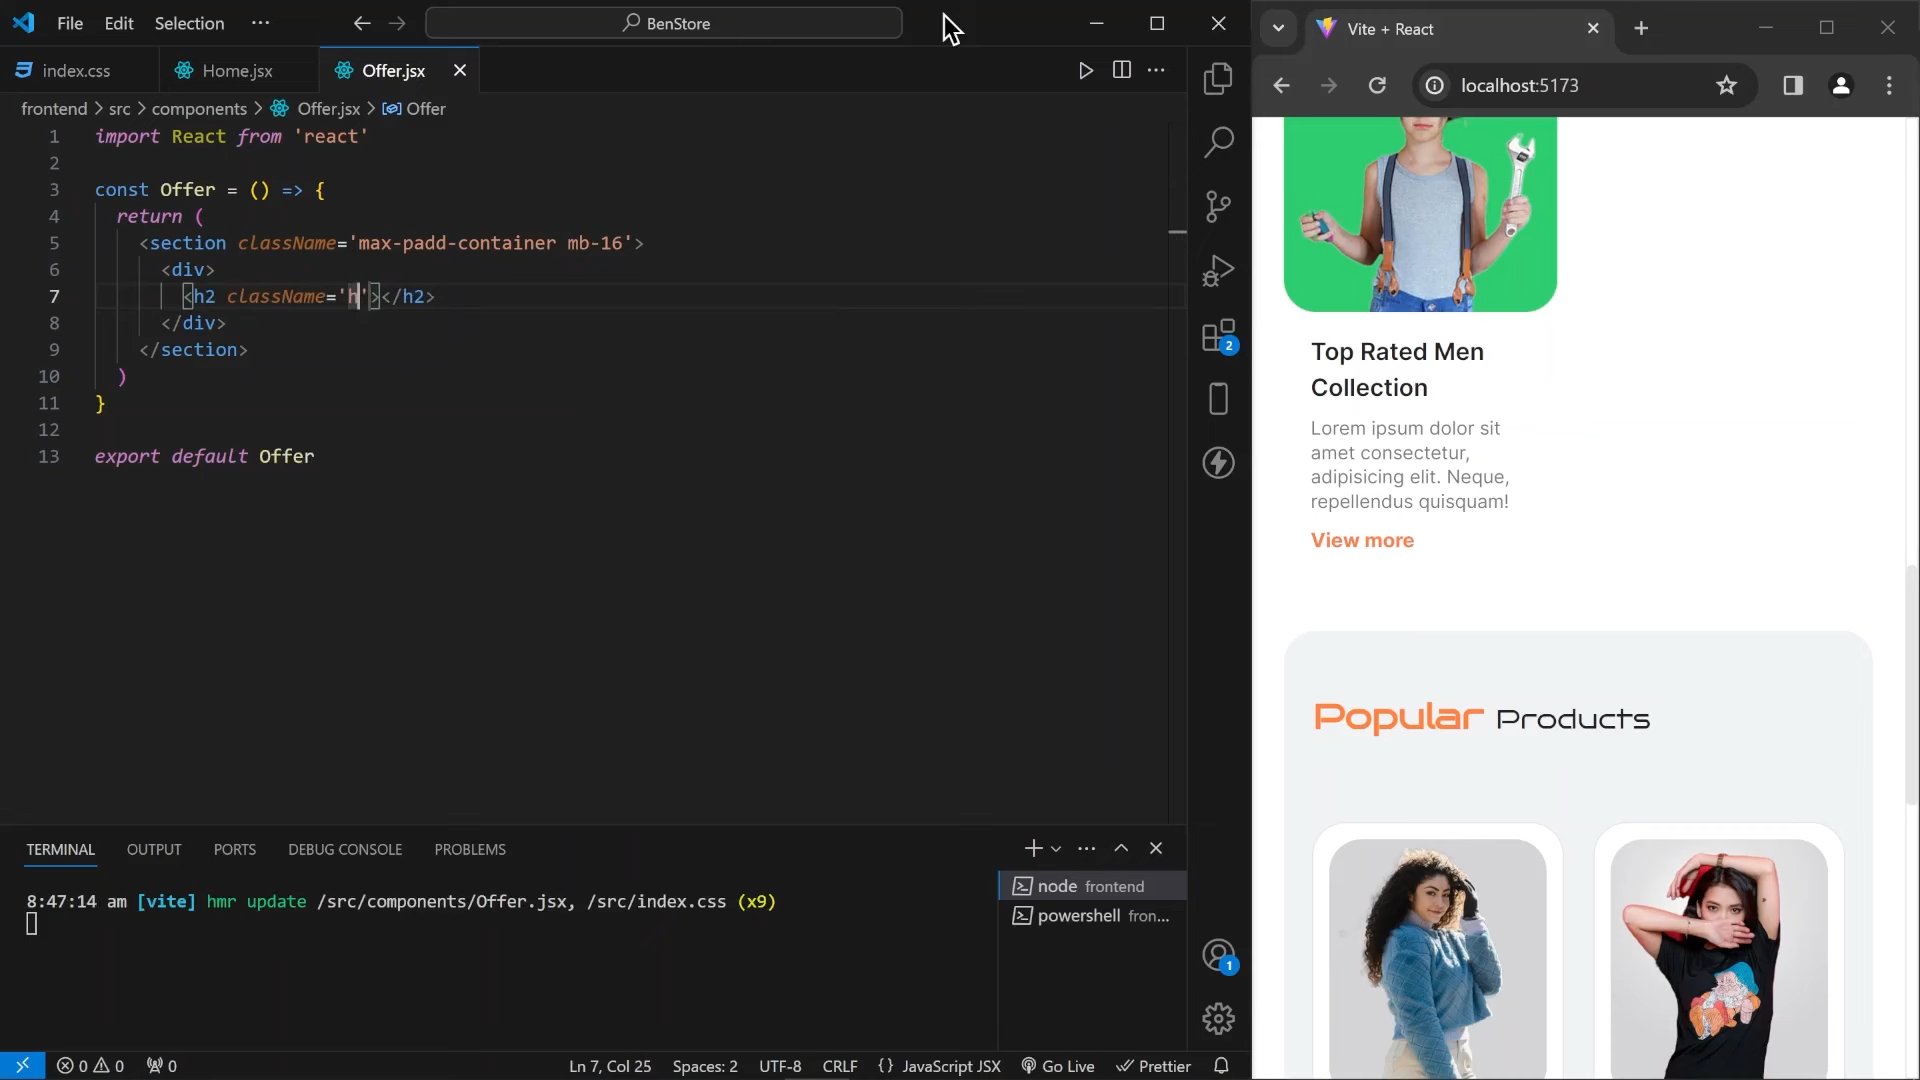 File Edit Selection ···
BenStore
index.css
Home.jsx
Offer.jsx
frontend > src > components > Offer.jsx > Offer
1 import React from 'react'
2
3 const Offer = () => {
4 return (
5 <section className='max-padd-container mb-16'>
6 <div>
7 <h2 className='h'></h2>
8 </div>
9 </section>
10 )
11 }
12
13 export default Offer
2
1
TERMINAL OUTPUT PORTS DEBUG CONSOLE PROBLEMS
8:47:14 am [vite] hmr update /src/components/Offer.jsx, /src/index.css (x9)
node frontend
powershell fron...
0 0 0
Ln 7, Col 25 Spaces: 2 UTF-8 CRLF {} JavaScript JSX Go Live Prettier
Vite + React
localhost:5173
Top Rated Men
Collection
Lorem ipsum dolor sit
amet consectetur,
adipisicing elit. Neque,
repellendus quisquam!
View more
Popular Products